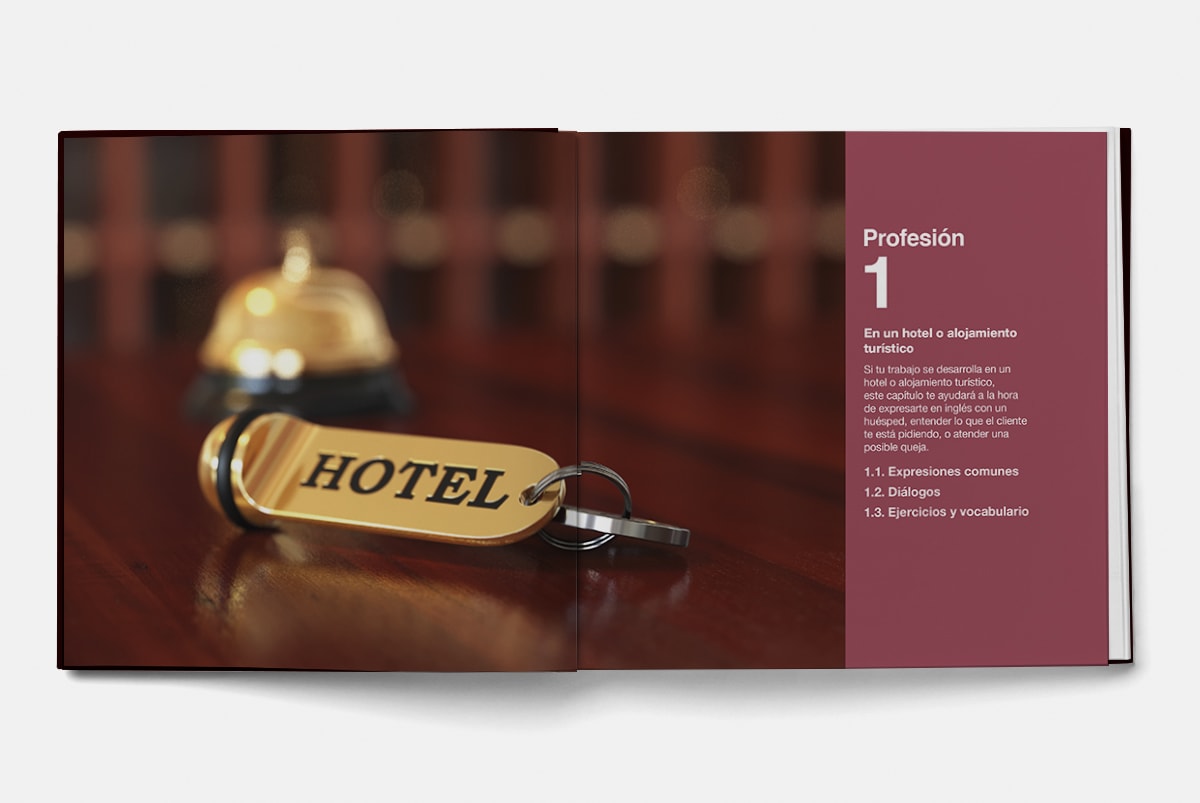 HOTEL
Profesión
1
En un hotel o alojamiento
turístico
Si tu trabajo se desarrolla en un
hotel o alojamiento turístico,
este capítulo te ayudará a la hora
de expresarte en inglés con un
huésped, entender lo que el cliente
te está pidiendo, o atender una
posible queja.
1.1. Expresiones comunes
1.2. Diálogos
1.3. Ejercicios y vocabulario